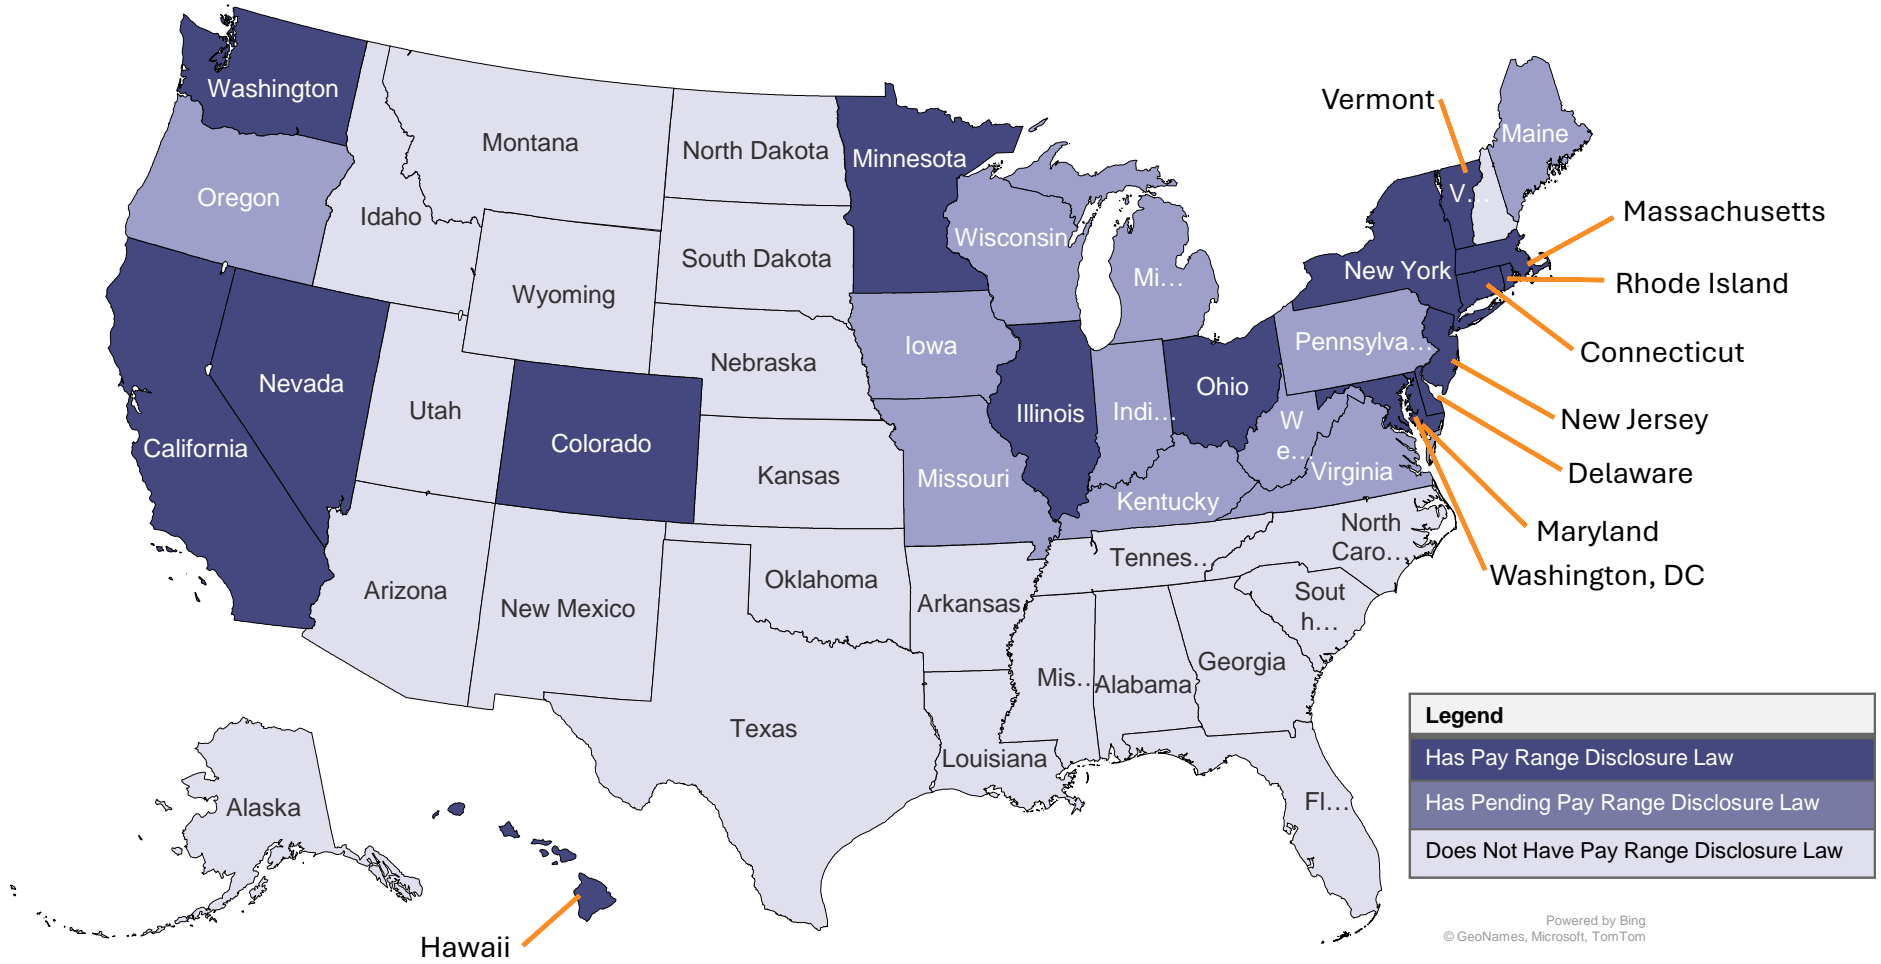 Washington
Montana
North Dakota
Minnesota
Vermont
Maine
Oregon
Idaho
V...
Massachusetts
Wisconsin
South Dakota
Wyoming
Mi...
New York
Rhode Island
Iowa
Pennsylva...
Connecticut
Nebraska
Nevada
Utah
Colorado
Illinois
Indi...
Ohio
New Jersey
California
W
e...
Virginia
Delaware
Kansas
Missouri
Kentucky
Maryland
North
Caro...
Tennes..
Washington, DC
Arizona
New Mexico
Oklahoma
Arkansas
Sout
h...
Georgia
Mis...
Alabama
Texas
Louisiana
Fl...
Alaska
Hawaii
Legend
Has Pay Range Disclosure Law
Has Pending Pay Range Disclosure Law
Does Not Have Pay Range Disclosure Law
Powered by Bing
© GeoNames, Microsoft, TomTom